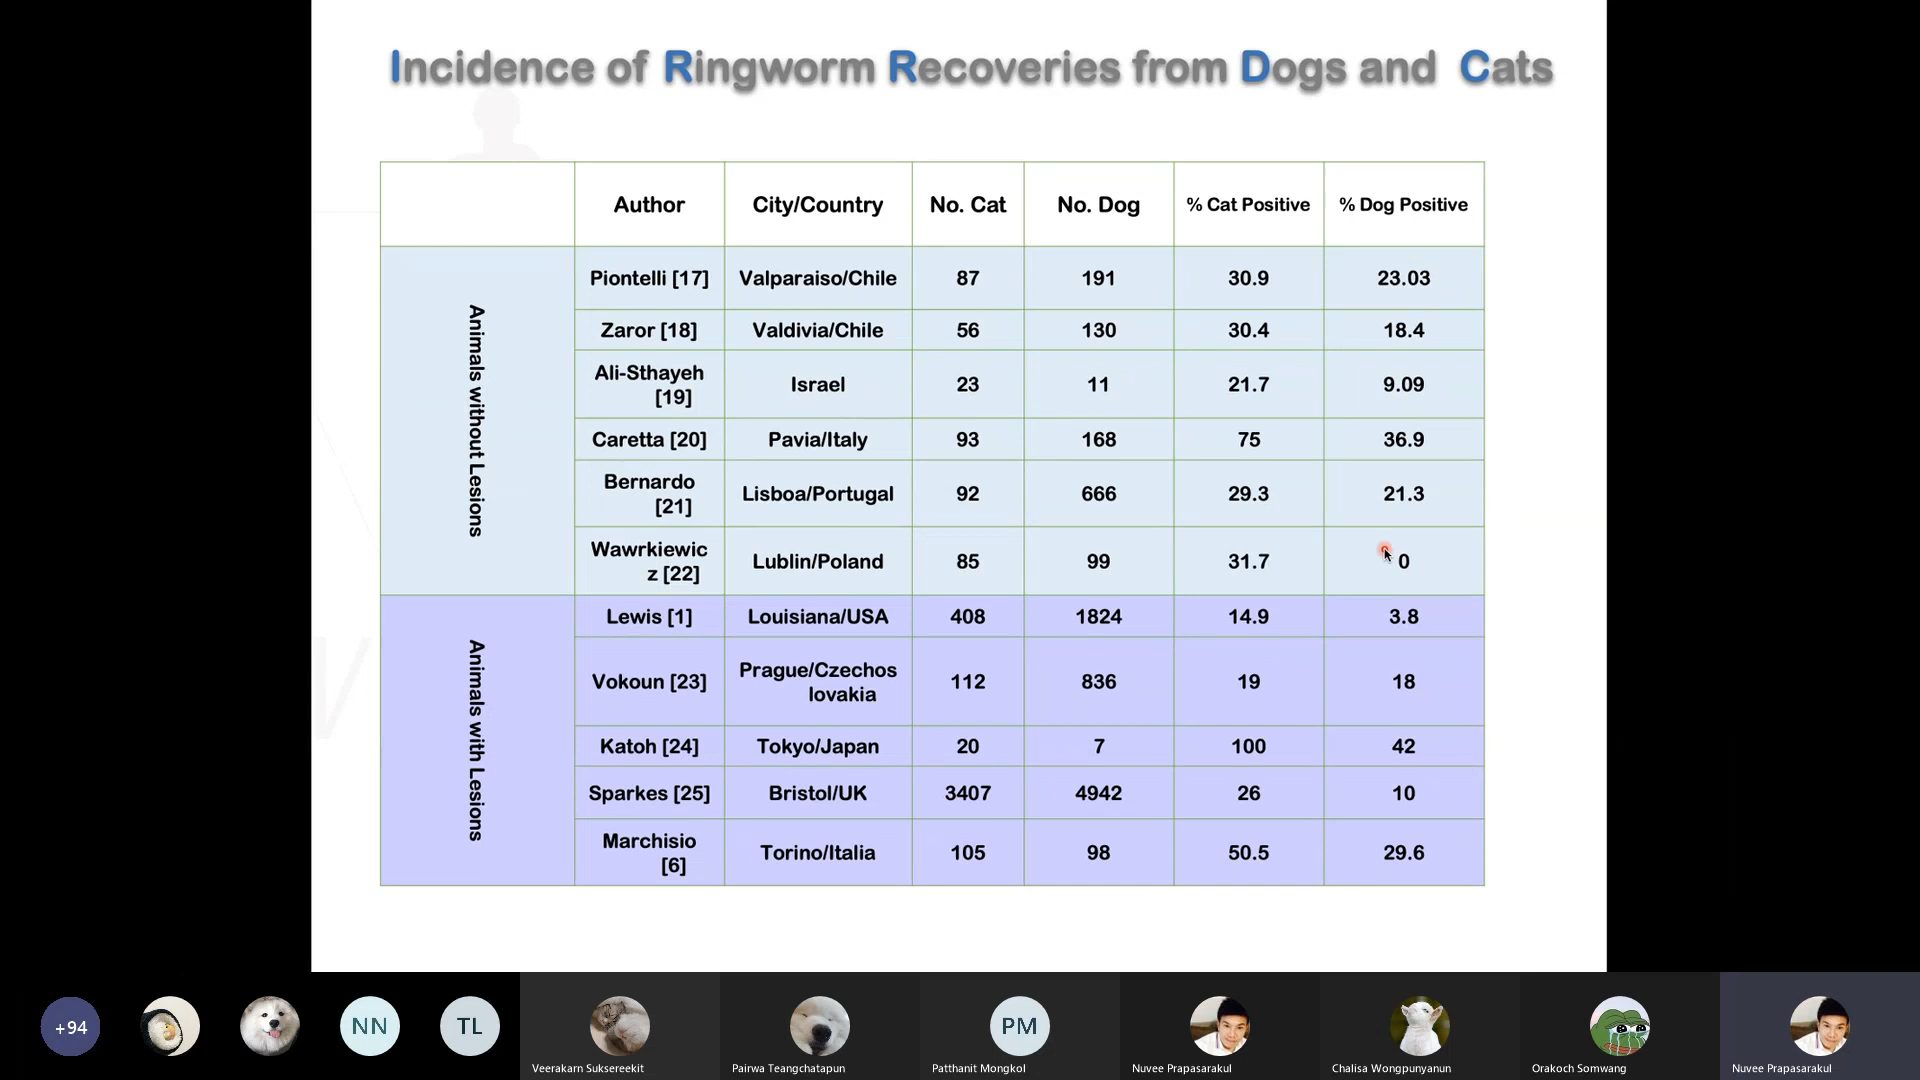 Incidence of Ringworm Recoveries from Dogs and Cats
Author City/Country No. Cat No. Dog % Cat Positive % Dog Positive
Animals without Lesions
Piontelli [17] Valparaiso/Chile 87 191 30.9 23.03
Zaror [18] Valdivia/Chile 56 130 30.4 18.4
Ali-Sthayeh
[19] Israel 23 11 21.7 9.09
Caretta [20] Pavia/Italy 93 168 75 36.9
Bernardo
[21] Lisboa/Portugal 92 666 29.3 21.3
Wawrkiewic
z [22] Lublin/Poland 85 99 31.7 0
Animals with Lesions
Lewis [1] Louisiana/USA 408 1824 14.9 3.8
Vokoun [23] Prague/Czechos
lovakia 112 836 19 18
Katoh [24] Tokyo/Japan 20 7 100 42
Sparkes [25] Bristol/UK 3407 4942 26 10
Marchisio
[6] Torino/Italia 105 98 50.5 29.6
+94 NN TL PM
Veerakarn Suksereekit Pairwa Teangchatapun Patthanit Mongkol Nuvee Prapasarakul Chalisa Wongpunyanun Orakoch Somwang Nuvee Prapasarakul